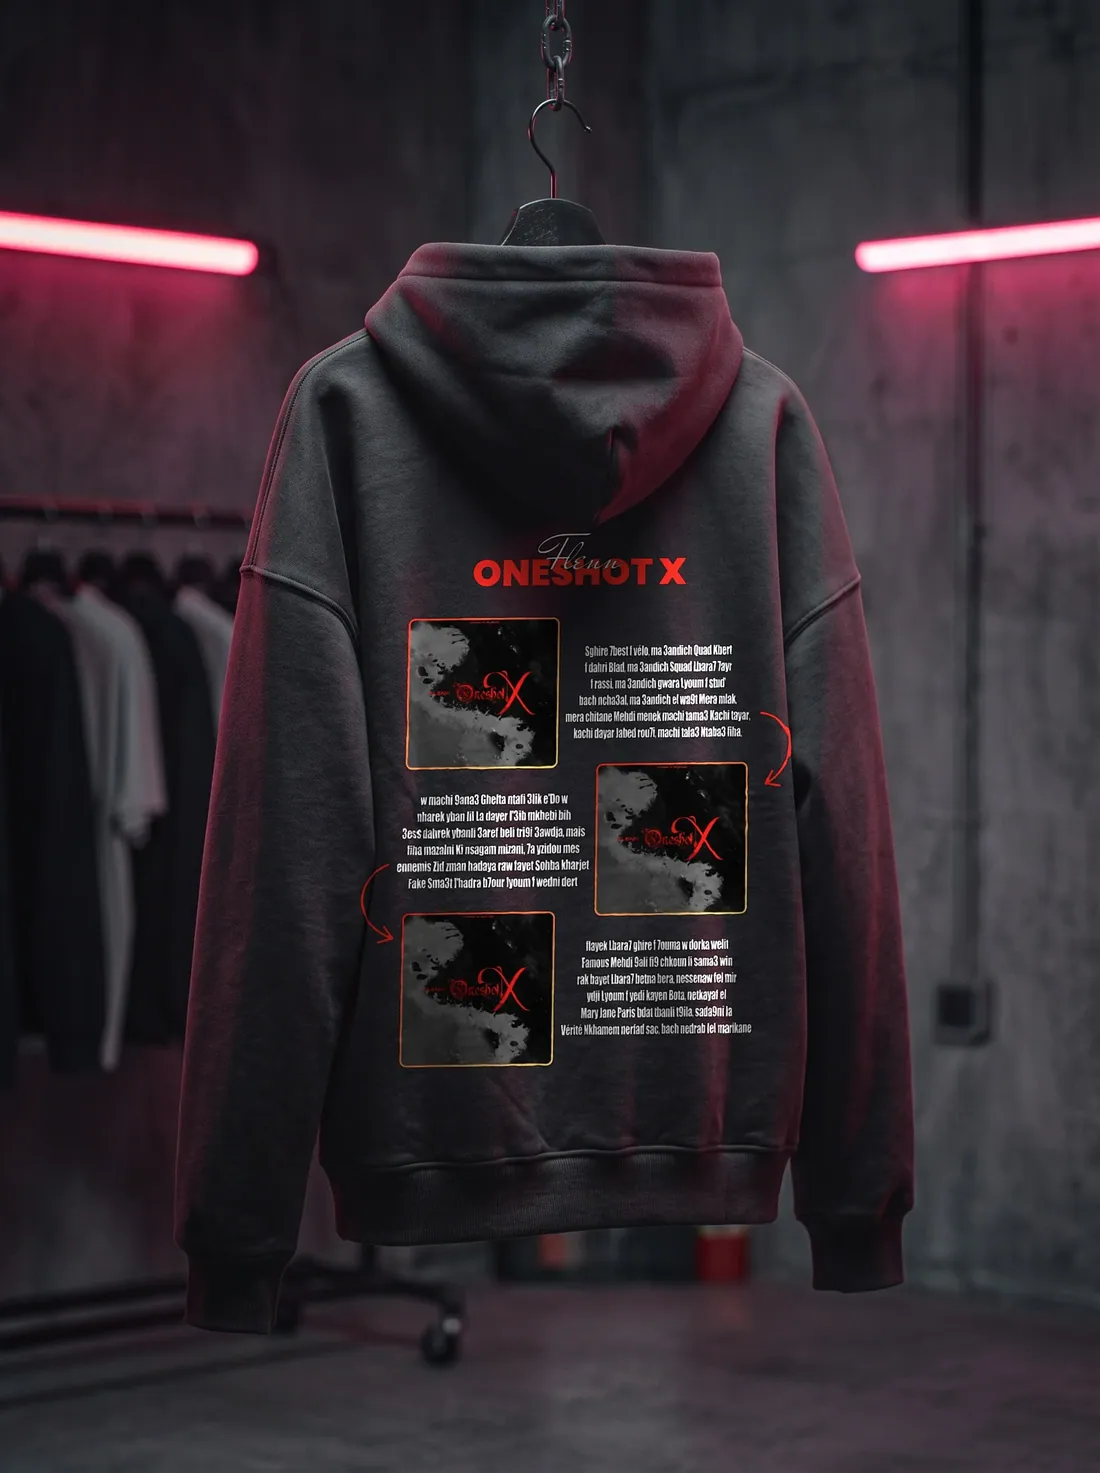 Flenn
ONESHOT X
Oneshot X
Sghire 7best f vélo, ma 3andich Quad Kbert
f dahri Blad, ma 3andich Squad Lbara7 7ayr
f rassi, ma 3andich gwara Lyoum f stud'
bach ncha3al, ma 3andich el wa9t Mera mlak,
mera chitane Mehdi menek machi tama3 Kachi tayar,
kachi dayar Jabed rou7i, machi tala3 Ntaba3 fiha,
w machi 9ana3 Ghelta ntafi 3lik e'Do w
nharek yban lil La dayer l'3ib mkhebi bih
3ess dahrek ybanli 3aref beli tri9i 3awdja, mais
fiha mazalni Ki nsagam mizani, 7a yzidou mes
ennemis Zid zman hadaya raw fayet Sohba kharjet
Fake Sma3t l'hadra b7our lyoum f wedni dert
Oneshot X
Oneshot X
flayek Lbara7 ghire f 7ouma w dorka welit
Famous Mehdi 9ali fi9 chkoun li sama3 win
rak bayet Lbara7 betna bera, nessenaw fel mir
ydji Lyoum f yedi kayen Bota, netkayaf el
Mary Jane Paris bdat tbanli t9ila, sada9ni la
Vérité Nkhamem nerfad sac, bach nedrab lel marikane